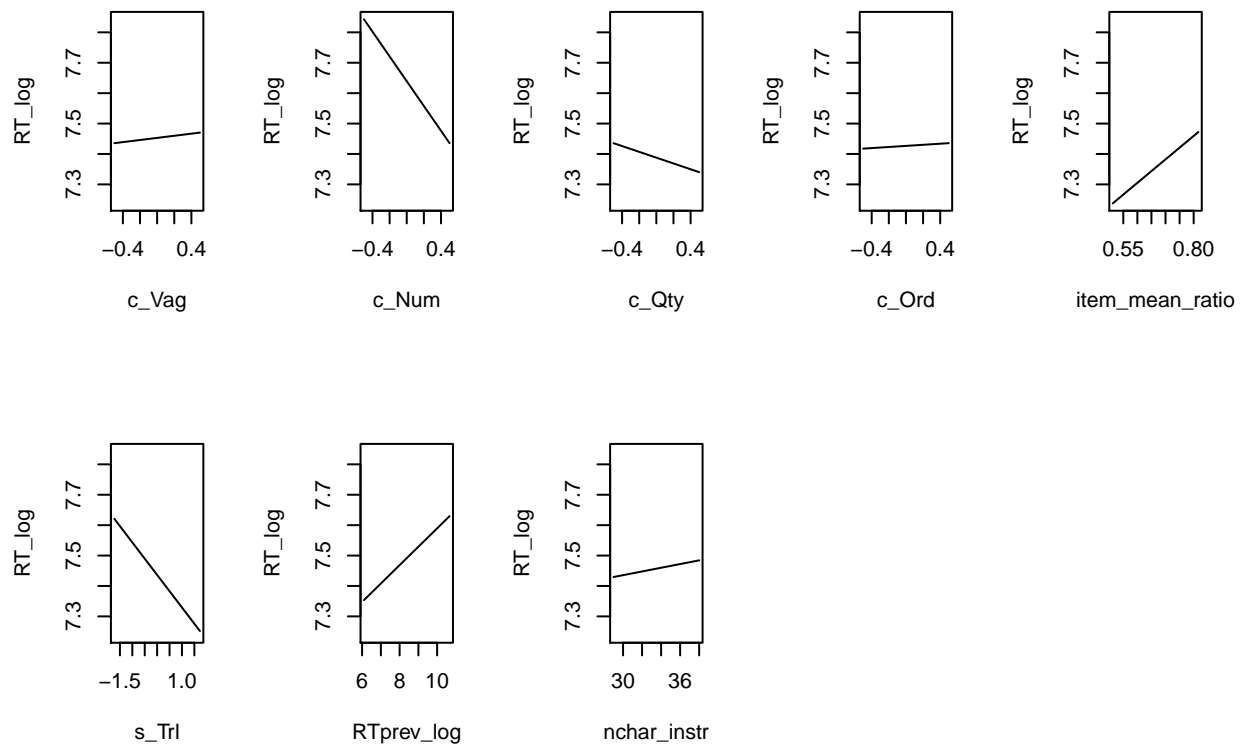 RT_log
7.3 7.5 7.7
−0.4 0.4
c_Vag
RT_log
7.3 7.5 7.7
−0.4 0.4
c_Num
RT_log
7.3 7.5 7.7
−0.4 0.4
c_Qty
RT_log
7.3 7.5 7.7
−0.4 0.4
c_Ord
RT_log
7.3 7.5 7.7
0.55 0.80
item_mean_ratio
RT_log
7.3 7.5 7.7
−1.5 1.0
s_Trl
RT_log
7.3 7.5 7.7
6 8 10
RTprev_log
RT_log
7.3 7.5 7.7
30 36
nchar_instr